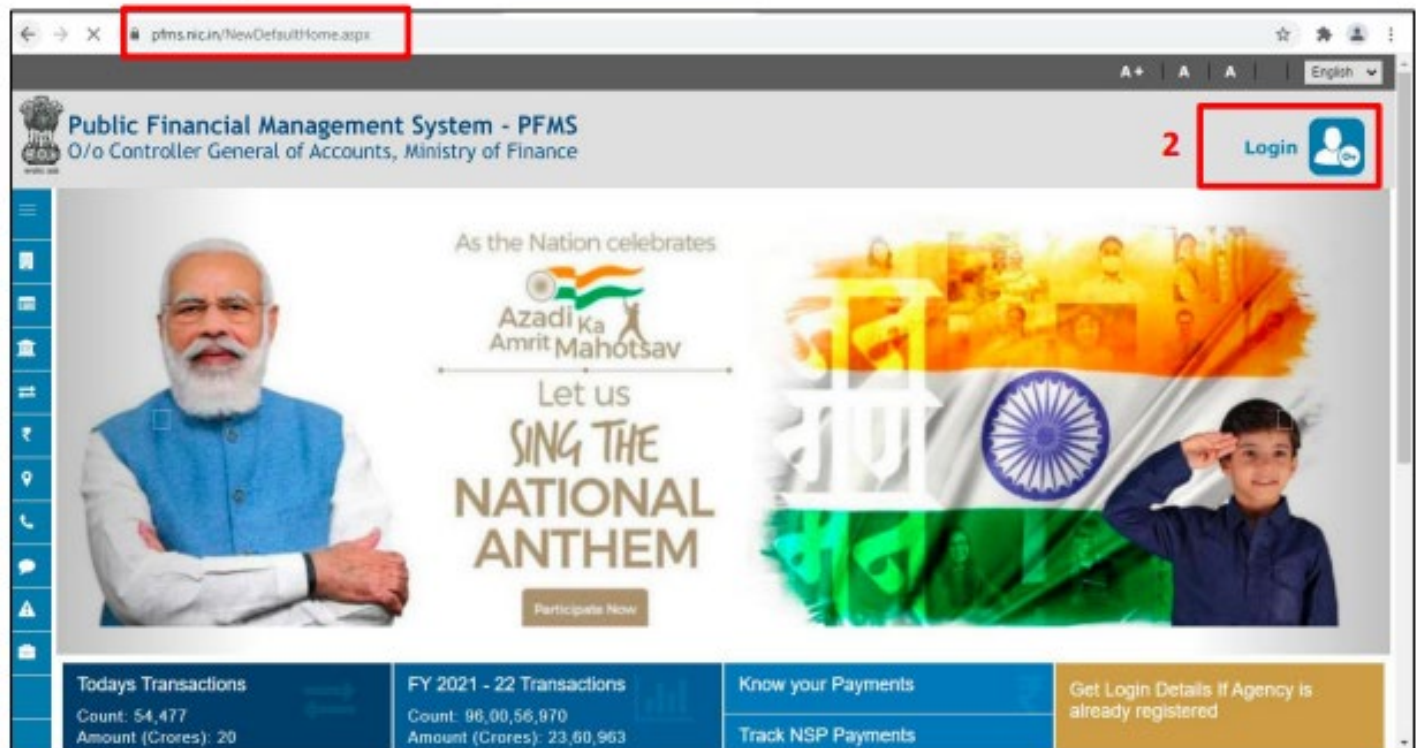 pfms.nic.in/NewDefaultHome.aspx
A+ | A | A | | English
Public Financial Management System - PFMS
O/o Controller General of Accounts, Ministry of Finance
2
Login
As the Nation celebrates
Azadi Ka
Amrit Mahotsav
Let us
SING THE
NATIONAL
ANTHEM
Participate Now
जन
गण
Todays Transactions
Count: 54,477
Amount (Crores): 20
FY 2021 - 22 Transactions
Count: 96,00,56,970
Amount (Crores): 23,60,963
Know your Payments
Track NSP Payments
Get Login Details If Agency is
already registered